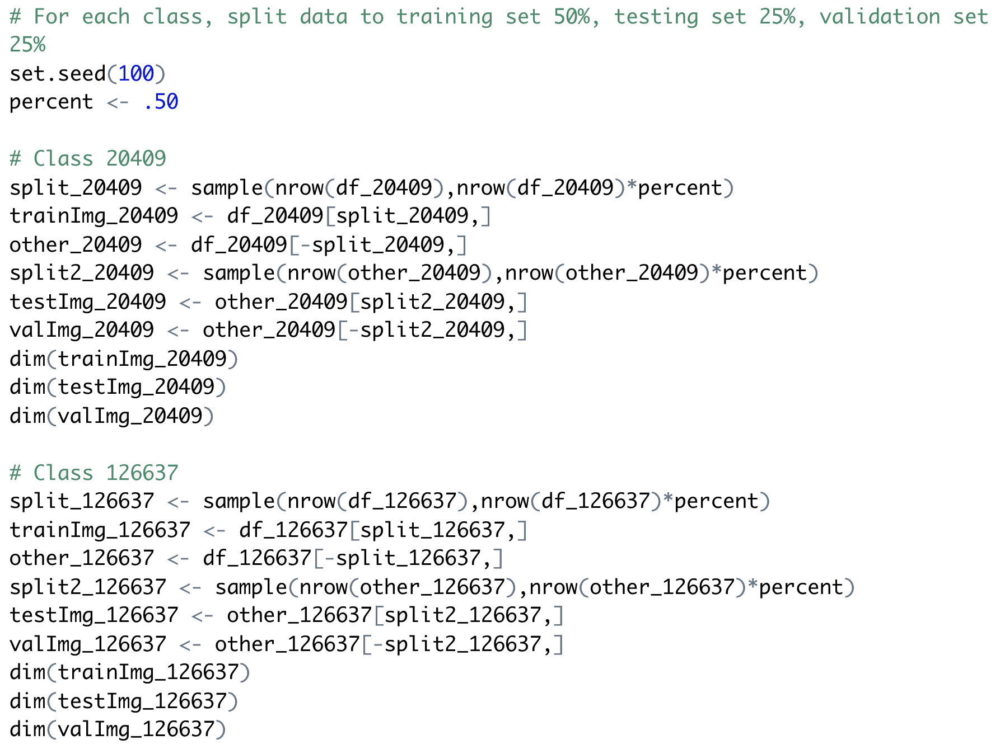 # For each class, split data to training set 50%, testing set 25%, validation set
25%
set.seed(100)
percent <- .50
# Class 20409
split_20409 <- sample(nrow(df_20409),nrow(df_20409)*percent)
trainImg_20409 <- df_20409[split_20409,]
other_20409 <- df_20409[-split_20409,]
split2_20409 <- sample(nrow(other_20409),nrow(other_20409)*percent)
testImg_20409 <- other_20409[split2_20409,]
valImg_20409 <- other_20409[-split2_20409,]
dim(trainImg_20409)
dim(testImg_20409)
dim(valImg_20409)
# Class 126637
split_126637 <- sample(nrow(df_126637),nrow(df_126637)*percent)
trainImg_126637 <- df_126637[split_126637,]
other_126637 <- df_126637[-split_126637,]
split2_126637 <- sample(nrow(other_126637),nrow(other_126637)*percent)
testImg_126637 <- other_126637[split2_126637,]
valImg_126637 <- other_126637[-split2_126637,]
dim(trainImg_126637)
dim(testImg_126637)
dim(valImg_126637)